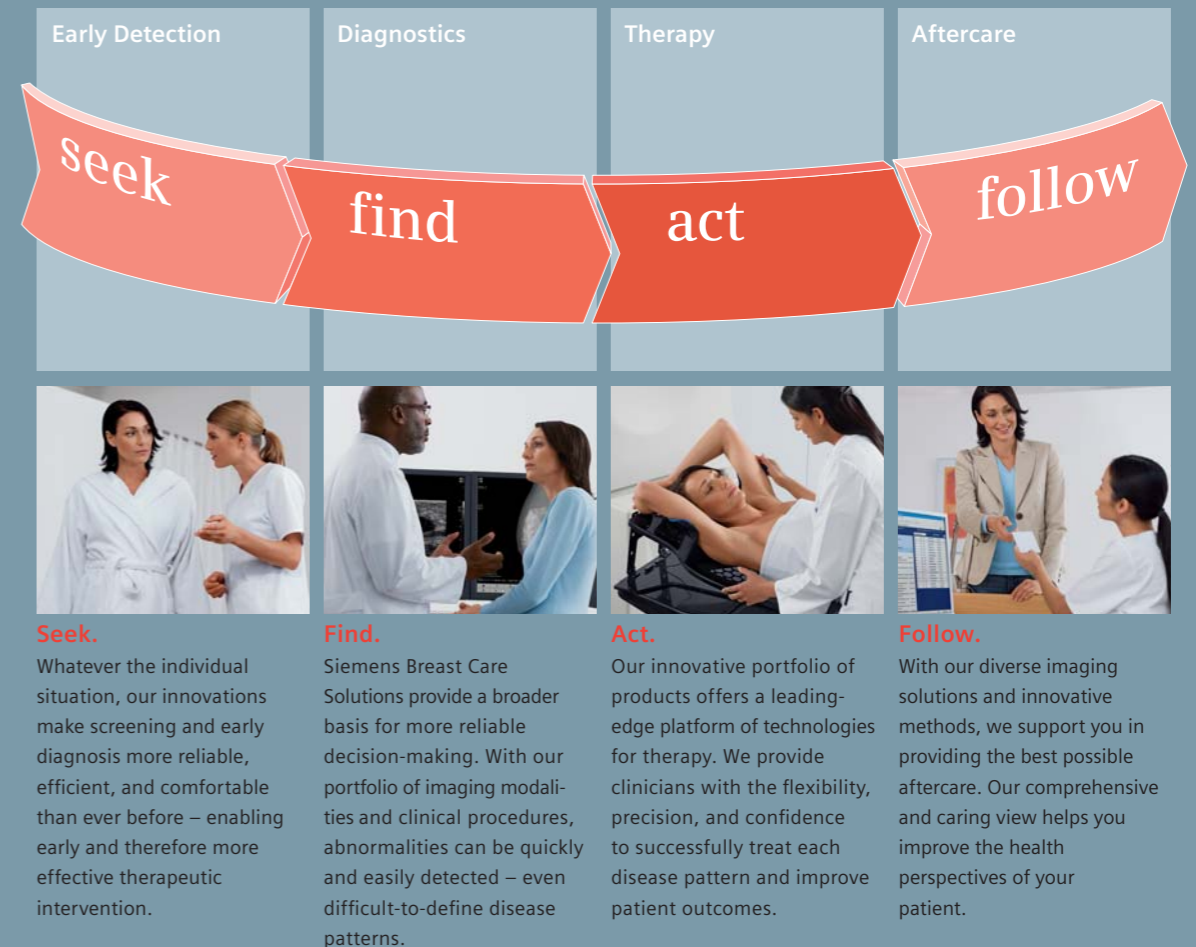 Early Detection
Diagnostics
Therapy
Aftercare
seek
find
act
follow
Seek.
Whatever the individual
situation, our innovations
make screening and early
diagnosis more reliable,
efficient, and comfortable
than ever before – enabling
early and therefore more
effective therapeutic
intervention.
Find.
Siemens Breast Care
Solutions provide a broader
basis for more reliable
decision-making. With our
portfolio of imaging modali-
ties and clinical procedures,
abnormalities can be quickly
and easily detected – even
difficult-to-define disease
patterns.
Act.
Our innovative portfolio of
products offers a leading-
edge platform of technologies
for therapy. We provide
clinicians with the flexibility,
precision, and confidence
to successfully treat each
disease pattern and improve
patient outcomes.
Follow.
With our diverse imaging
solutions and innovative
methods, we support you in
providing the best possible
aftercare. Our comprehensive
and caring view helps you
improve the health
perspectives of your
patient.